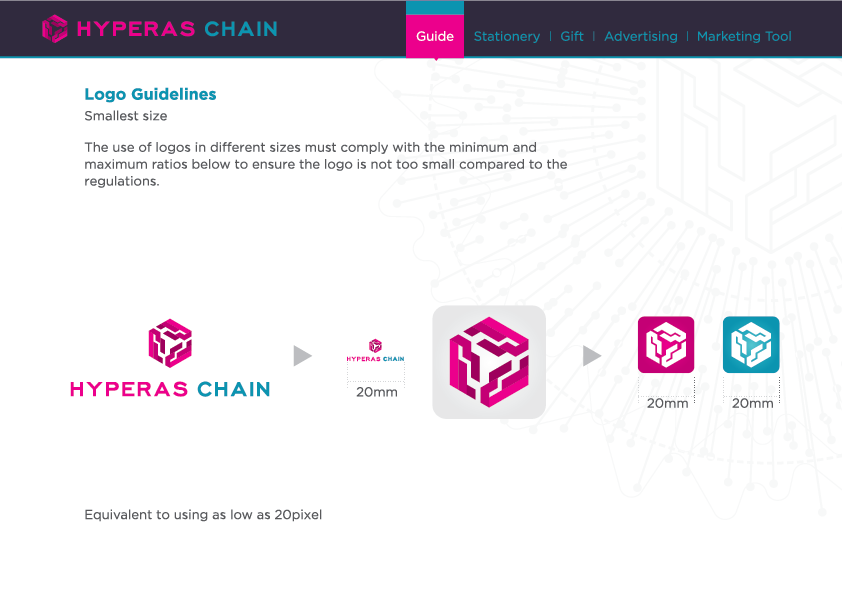 HYPERAS CHAIN
Guide
Stationery | Gift | Advertising | Marketing Tool
Logo Guidelines
Smallest size
The use of logos in different sizes must comply with the minimum and
maximum ratios below to ensure the logo is not too small compared to the
regulations.
HYPERAS CHAIN
HYPERAS CHAIN
20mm
20mm
20mm
Equivalent to using as low as 20pixel